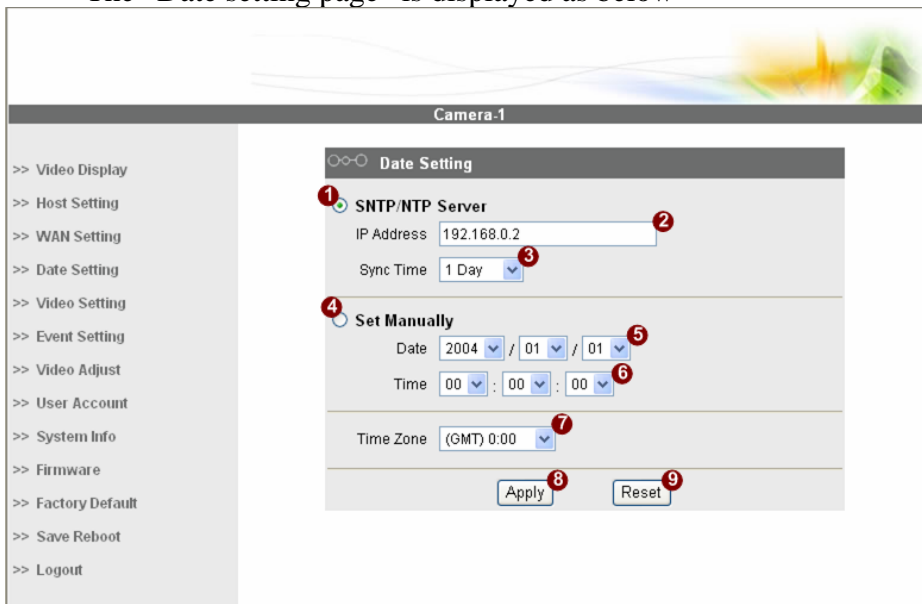 The "Date setting page" is displayed as below
Camera-1
>> Video Display
>> Host Setting
>> WAN Setting
>> Date Setting
>> Video Setting
>> Event Setting
>> Video Adjust
>> User Account
>> System Info
>> Firmware
>> Factory Default
>> Save Reboot
>> Logout
Date Setting
1 SNTP/NTP Server
IP Address 192.168.0.2 2
Sync Time 1 Day 3
4 Set Manually
Date 2004 / 01 / 01 5
Time 00 : 00 : 00 6
Time Zone (GMT) 0:00 7
Apply 8 Reset 9